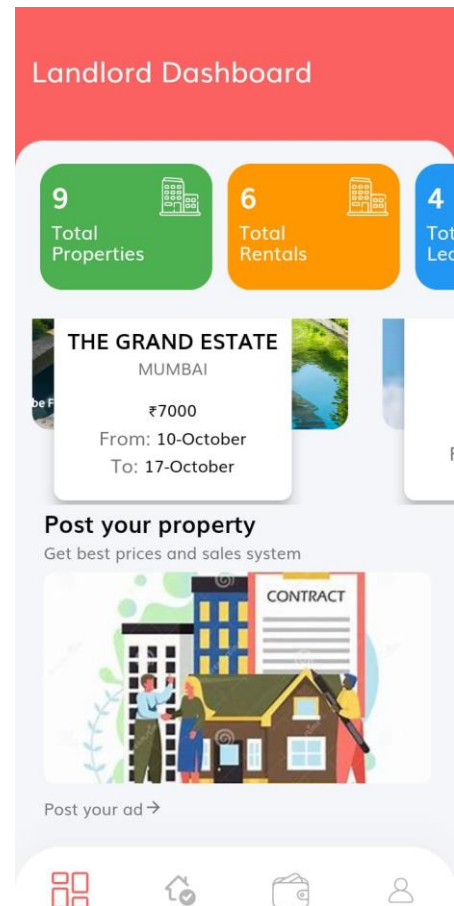 Landlord Dashboard
9
Total
Properties
6
Total
Rentals
4
THE GRAND ESTATE
MUMBAI
₹7000
From: 10-October
To: 17-October
Post your property
Get best prices and sales system
CONTRACT
Post your ad →